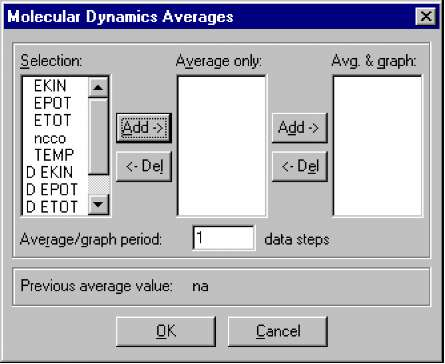 Molecular Dynamics Averages
Selection: Average only: Avg. & graph:
EKIN
EPOT
ETOT
ncco
TEMP
D EKIN
D EPOT
D ETOT
Add -> Add ->
<- Del <- Del
Average/graph period: 1 data steps
Previous average value: na
OK Cancel